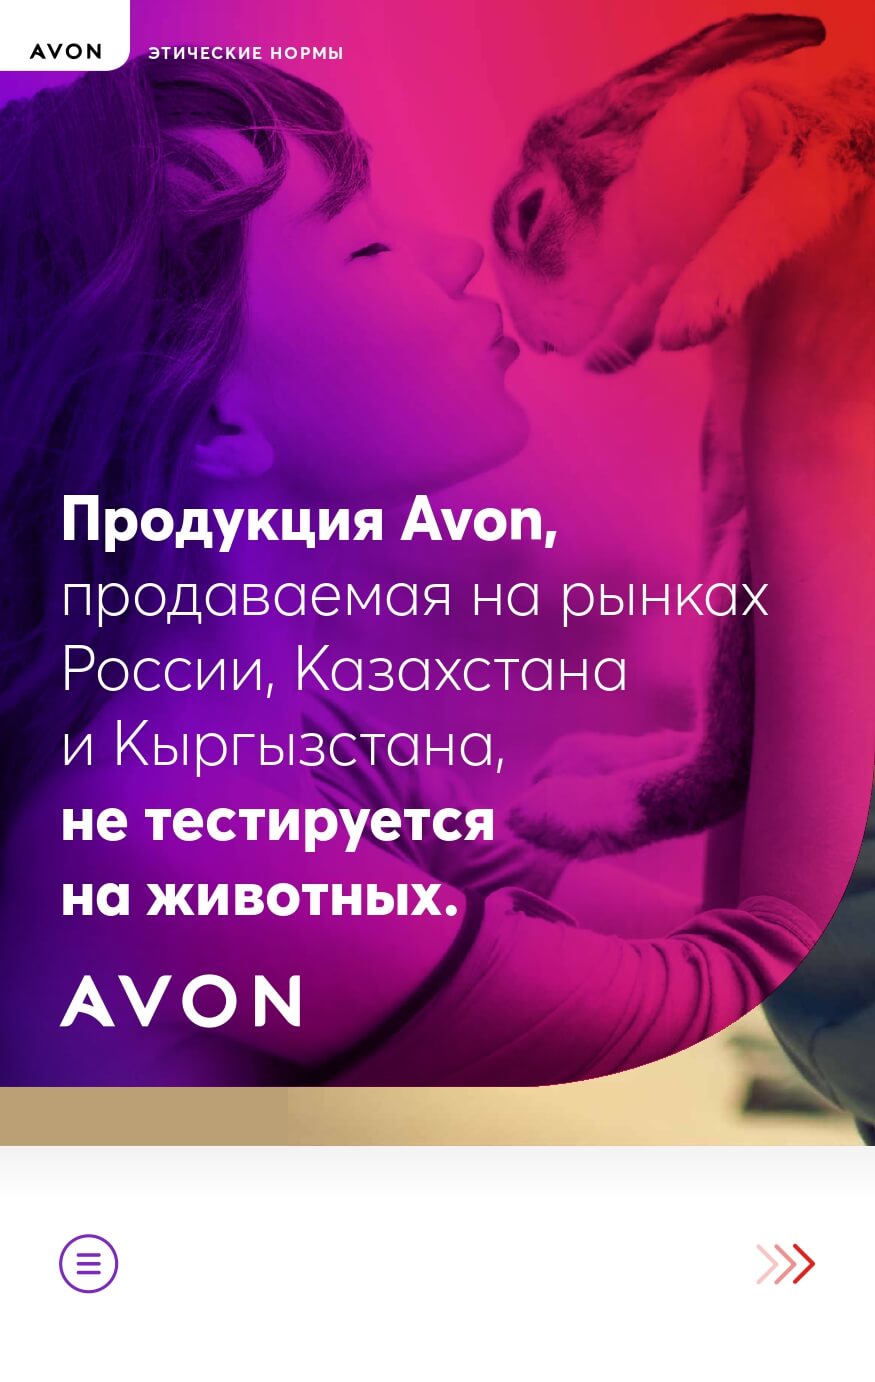 AVON
ЭТИЧЕСКИЕ НОРМЫ
Продукция Avon,
продаваемая на рынках
России, Казахстана
и Кыргызстана,
не тестируется
на животных.
AVON